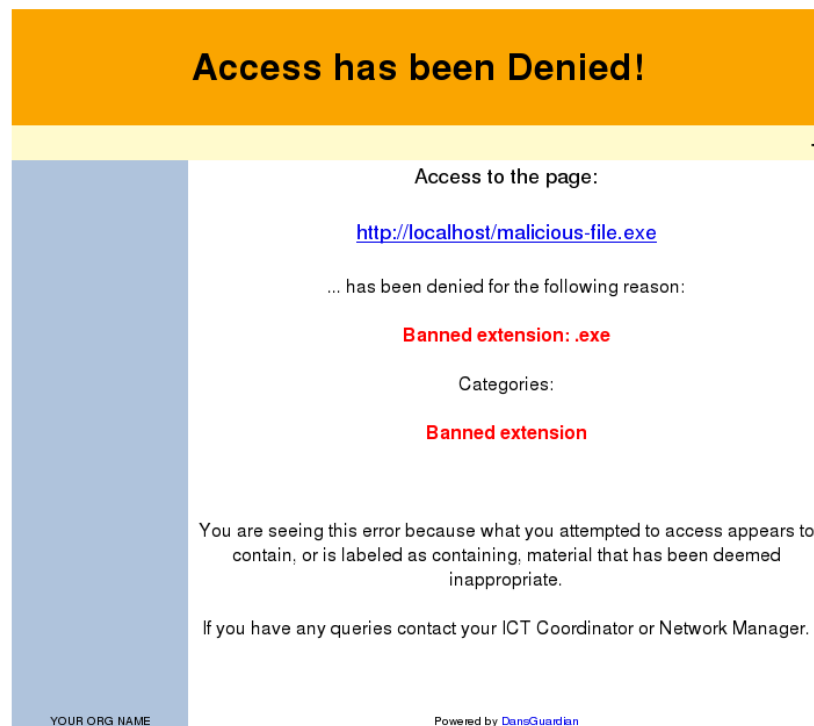 Access has been Denied!
Access to the page:
http://localhost/malicious-file.exe
... has been denied for the following reason:
Banned extension: .exe
Categories:
Banned extension
You are seeing this error because what you attempted to access appears to
contain, or is labeled as containing, material that has been deemed
inappropriate.
If you have any queries contact your ICT Coordinator or Network Manager.
YOUR ORG NAME
Powered by DansGuardian